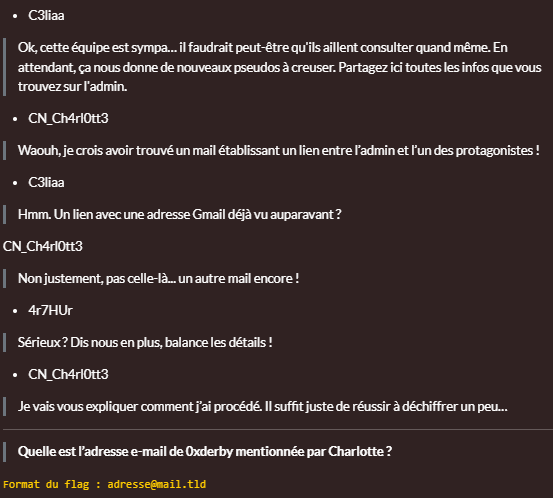 C3liaa
Ok, cette équipe est sympa… il faudrait peut-être qu'ils aillent consulter quand même. En
attendant, ça nous donne de nouveaux pseudos à creuser. Partagez ici toutes les infos que vous
trouvez sur l'admin.
CN_Ch4rl0tt3
Waouh, je crois avoir trouvé un mail établissant un lien entre l'admin et l'un des protagonistes !
C3liaa
Hmm. Un lien avec une adresse Gmail déjà vu auparavant ?
CN_Ch4rl0tt3
Non justement, pas celle-là... un autre mail encore !
4r7HUr
Sérieux ? Dis nous en plus, balance les détails !
CN_Ch4rl0tt3
Je vais vous expliquer comment j'ai procédé. Il suffit juste de réussir à déchiffrer un peu…
Quelle est l'adresse e-mail de 0xderby mentionnée par Charlotte ?
Format du flag : adresse@mail.tld